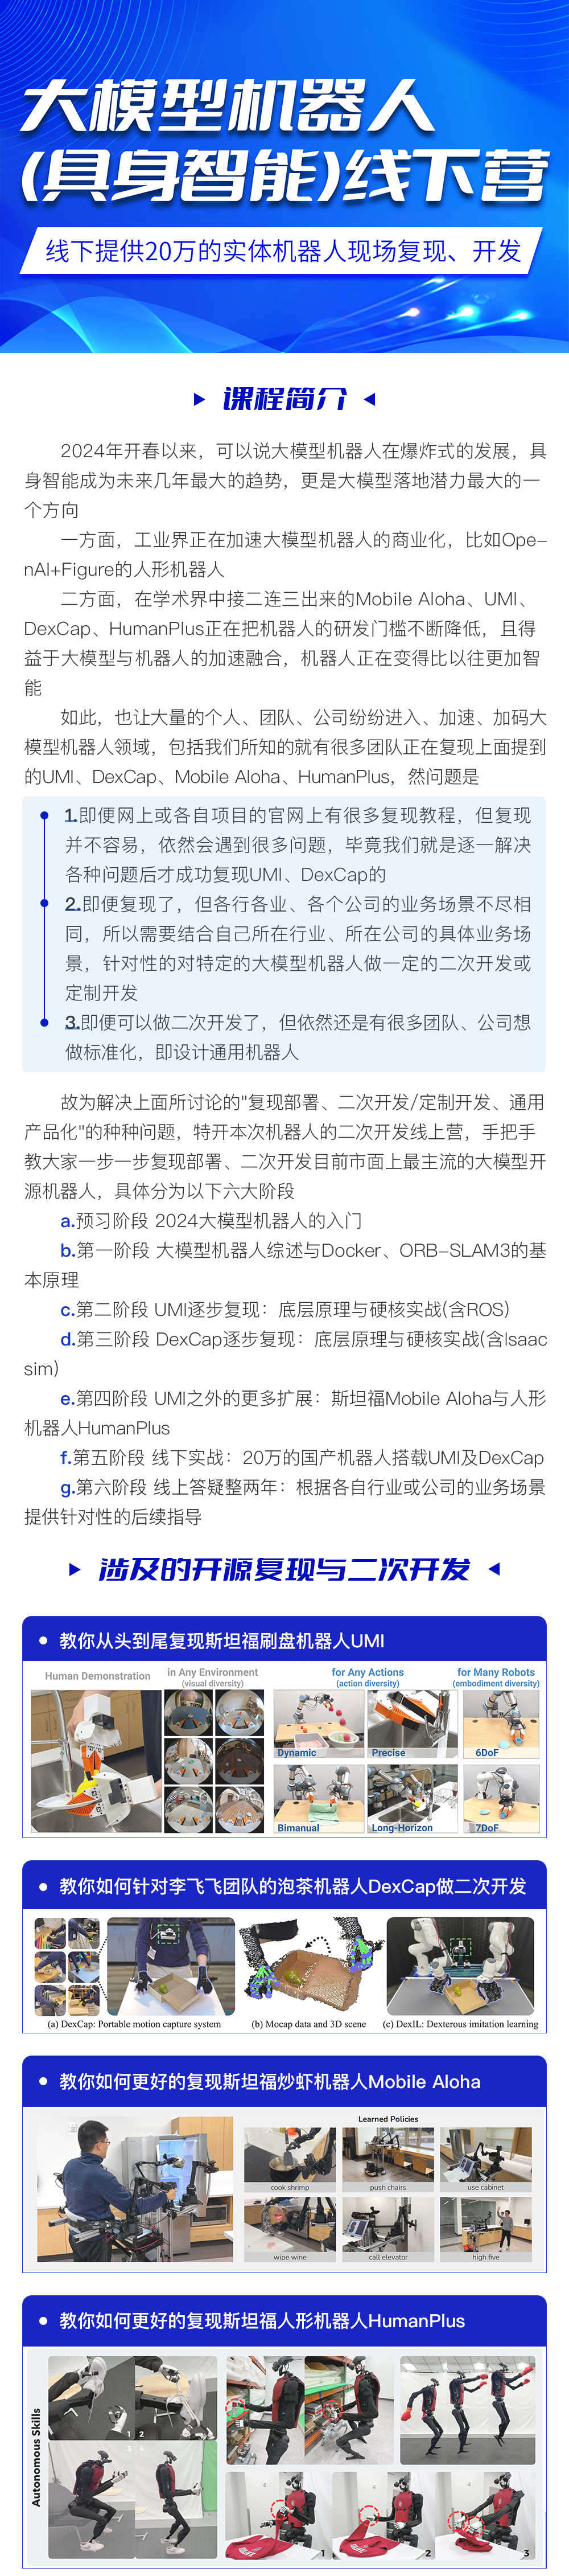 大模型机器人
(具身智能)线下营
线下提供20万的实体机器人现场复现、开发
课程简介
2024年开春以来，可以说大模型机器人在爆炸式的发展，具
身智能成为未来几年最大的趋势，更是大模型落地潜力最大的一
个方向
一方面，工业界正在加速大模型机器人的商业化，比如Ope-
nAI+Figure的人形机器人
二方面，在学术界中接二连三出来的Mobile Aloha、UMI、
DexCap、HumanPlus正在把机器人的研发门槛不断降低，且得
益于大模型与机器人的加速融合，机器人正在变得比以往更加智
能
如此，也让大量的个人、团队、公司纷纷进入、加速、加码大
模型机器人领域，包括我们所知的就有很多团队正在复现上面提到
的UMI、DexCap、Mobile Aloha、HumanPlus，然问题是
1.即便网上或各自项目的官网上有很多复现教程，但复现
并不容易，依然会遇到很多问题，毕竟我们就是逐一解决
各种问题后才成功复现UMI、DexCap的
2.即便复现了，但各行各业、各个公司的业务场景不尽相
同，所以需要结合自己所在行业、所在公司的具体业务场
景，针对性的对特定的大模型机器人做一定的二次开发或
定制开发
3.即便可以做二次开发了，但依然还是有很多团队、公司想
做标准化，即设计通用机器人
故为解决上面所讨论的"复现部署、二次开发/定制开发、通用
产品化"的种种问题，特开本次机器人的二次开发线上营，手把手
教大家一步一步复现部署、二次开发目前市面上最主流的大模型开
源机器人，具体分为以下六大阶段
a.预习阶段 2024大模型机器人的入门
b.第一阶段 大模型机器人综述与Docker、ORB-SLAM3的基
本原理
c.第二阶段 UMI逐步复现：底层原理与硬核实战(含ROS)
d.第三阶段 DexCap逐步复现：底层原理与硬核实战(含Isaac
sim)
e.第四阶段 UMI之外的更多扩展：斯坦福Mobile Aloha与人形
机器人HumanPlus
f.第五阶段 线下实战：20万的国产机器人搭载UMI及DexCap
g.第六阶段 线上答疑整两年：根据各自行业或公司的业务场景
提供针对性的后续指导
涉及的开源复现与二次开发
教你从头到尾复现斯坦福刷盘机器人UMI
Human Demonstration
in Any Environment
(visual diversity)
for Any Actions
(action diversity)
for Many Robots
(embodiment diversity)
Dynamic
Precise
6DoF
Bimanual
Long-Horizon
7DoF
教你如何针对李飞飞团队的泡茶机器人DexCap做二次开发
(a) DexCap: Portable motion capture system
(b) Mocap data and 3D scene
(c) DexIL: Dexterous imitation learning
教你如何更好的复现斯坦福炒虾机器人Mobile Aloha
Learned Policies
cook shrimp
push chairs
use cabinet
wipe wine
call elevator
high five
教你如何更好的复现斯坦福人形机器人HumanPlus
Autonomous Skills
1
2
3
4
1
2
3